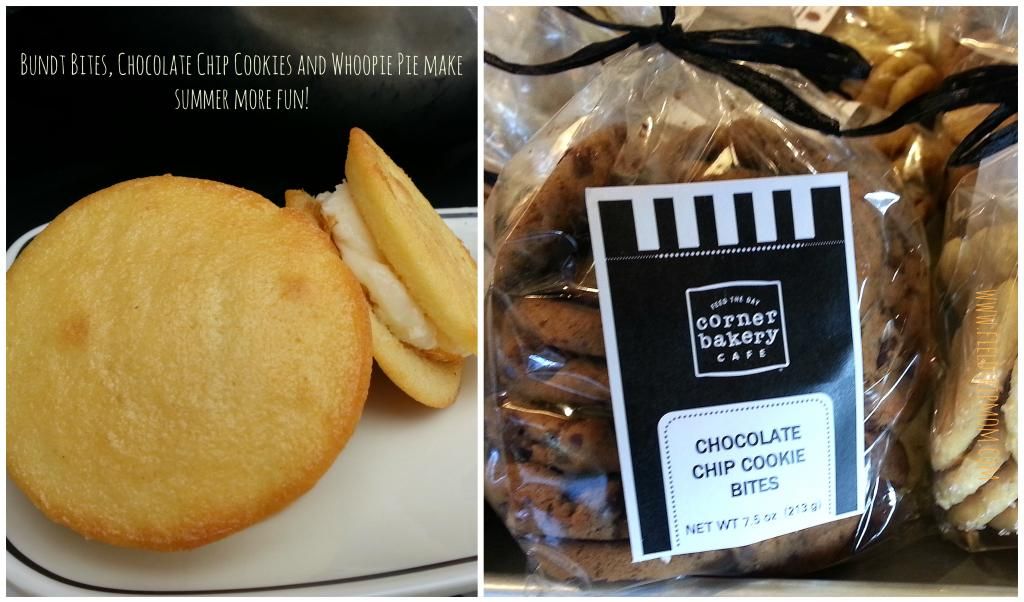 Bundt Bites, Chocolate Chip Cookies and Whoopie Pie make
summer more fun!
FEED THE DAY
corner
bakery
CAFE
CHOCOLATE
CHIP COOKIE
BITES
NET WT 7.5 oz (213 g)